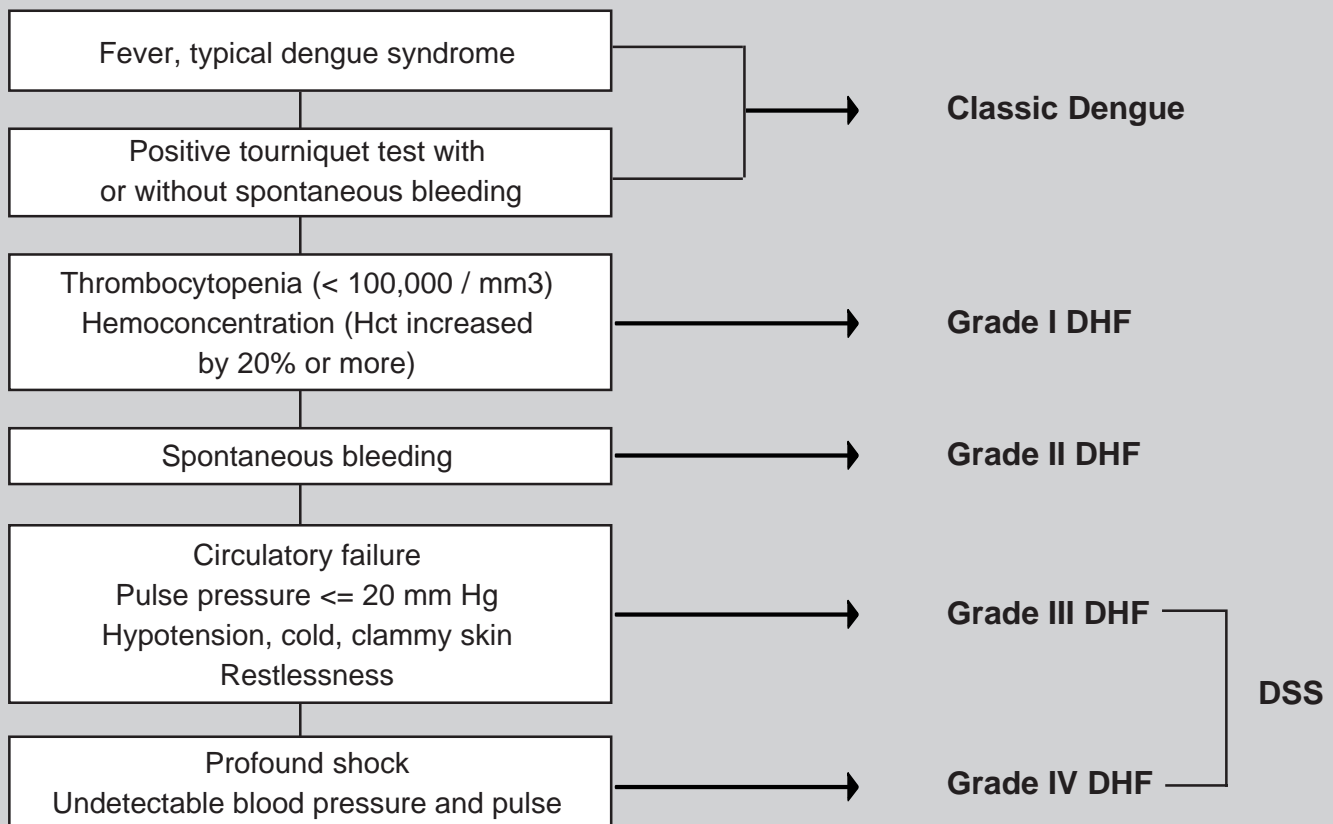 Fever, typical dengue syndrome
Classic Dengue
Positive tourniquet test with
or without spontaneous bleeding
Thrombocytopenia (< 100,000 / mm3)
Hemoconcentration (Hct increased
by 20% or more)
Grade I DHF
Spontaneous bleeding
Grade II DHF
Circulatory failure
Pulse pressure <= 20 mm Hg
Hypotension, cold, clammy skin
Restlessness
Grade III DHF
DSS
Profound shock
Undetectable blood pressure and pulse
Grade IV DHF